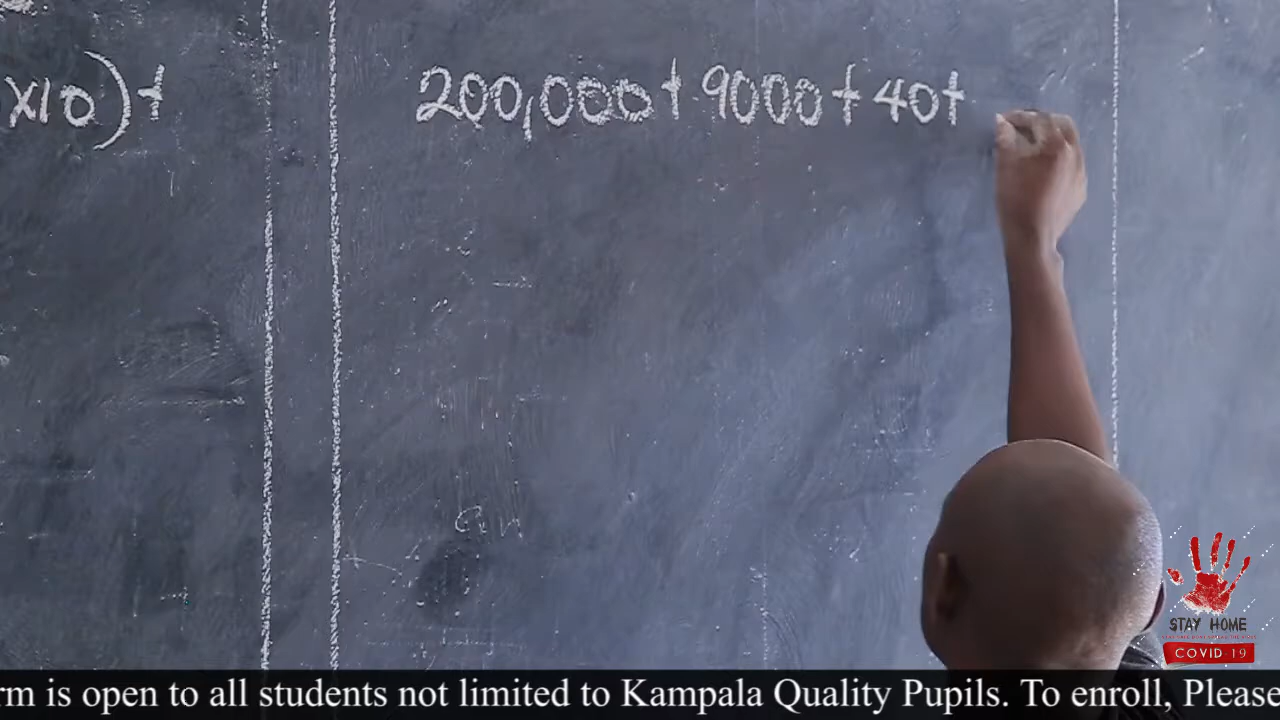 ×10) +
200,000 + 9000 + 40 +
STAY HOME
COVID-19
rm is open to all students not limited to Kampala Quality Pupils. To enroll, Please